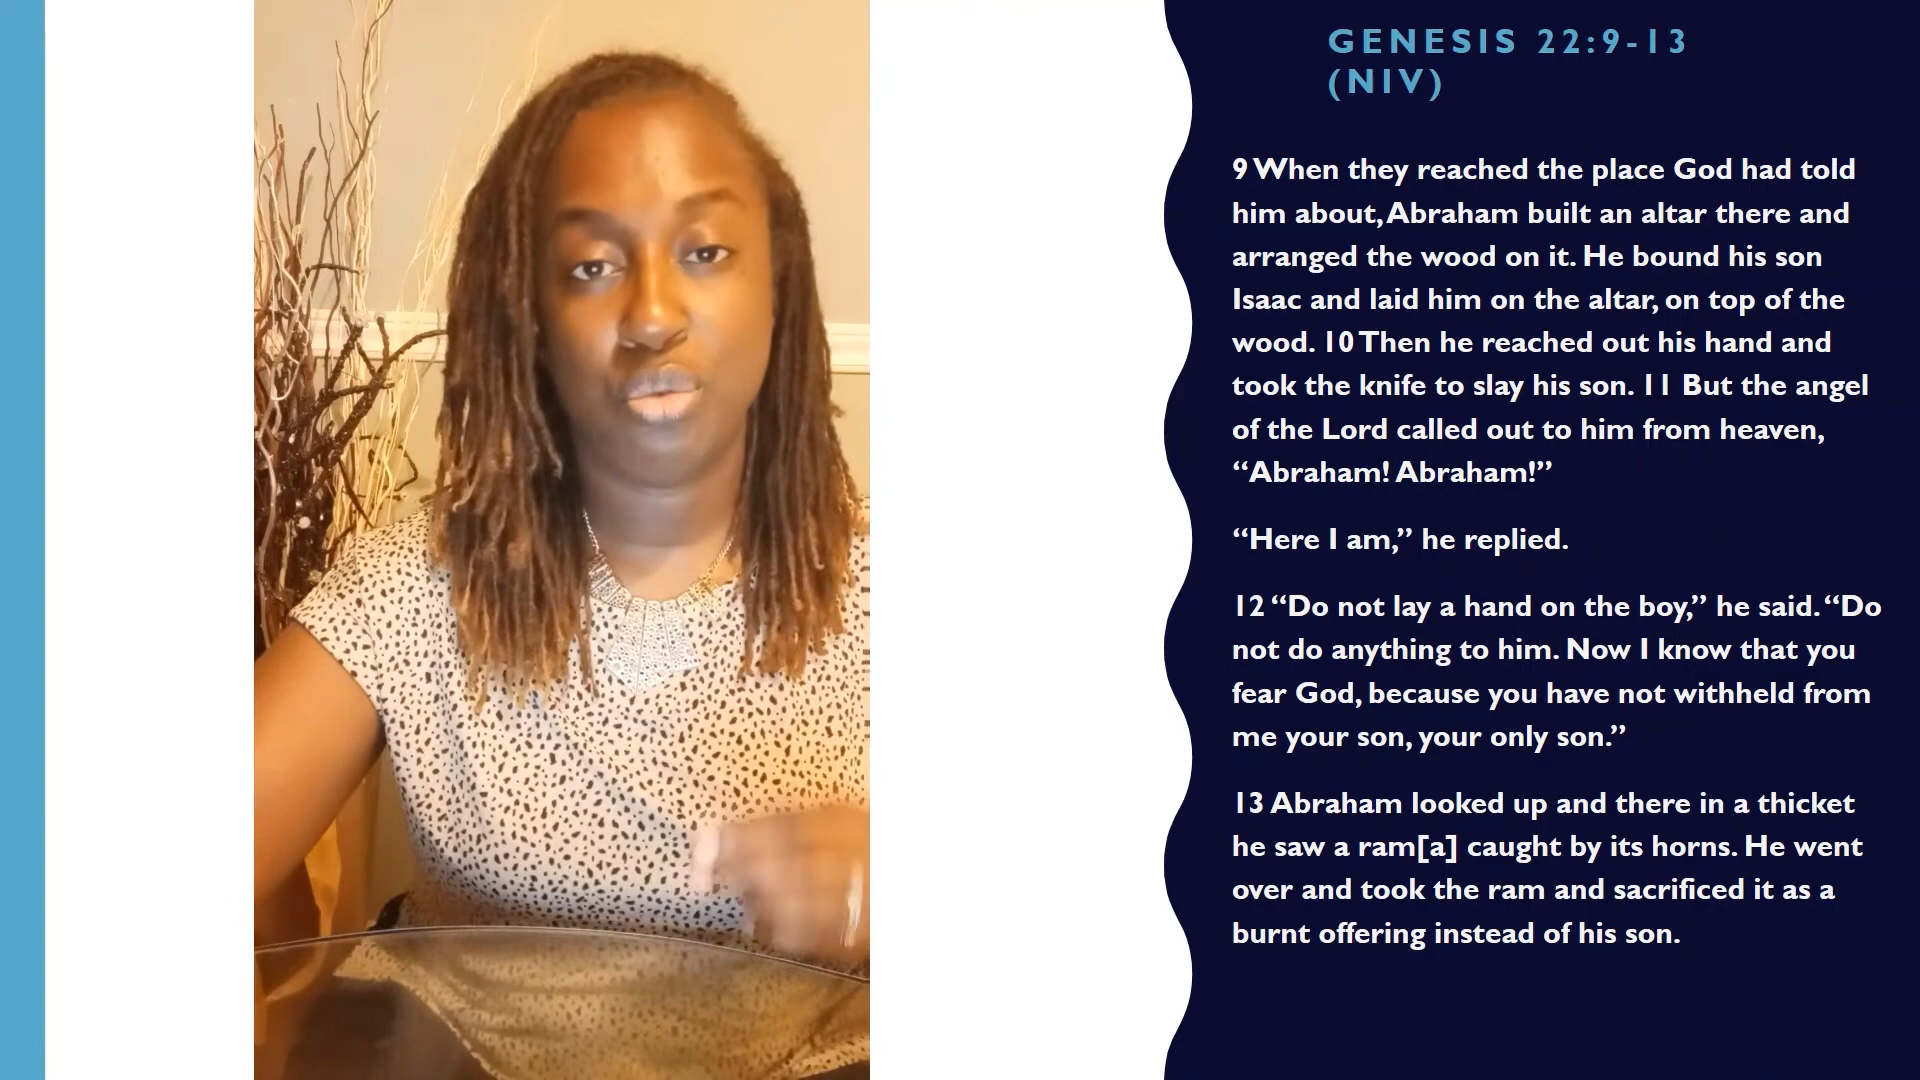 GENESIS 22:9-13
(NIV)
9 When they reached the place God had told
him about, Abraham built an altar there and
arranged the wood on it. He bound his son
Isaac and laid him on the altar, on top of the
wood. 10 Then he reached out his hand and
took the knife to slay his son. 11 But the angel
of the Lord called out to him from heaven,
“Abraham! Abraham!”
“Here I am,” he replied.
12 “Do not lay a hand on the boy,” he said. “Do
not do anything to him. Now I know that you
fear God, because you have not withheld from
me your son, your only son.”
13 Abraham looked up and there in a thicket
he saw a ram[a] caught by its horns. He went
over and took the ram and sacrificed it as a
burnt offering instead of his son.